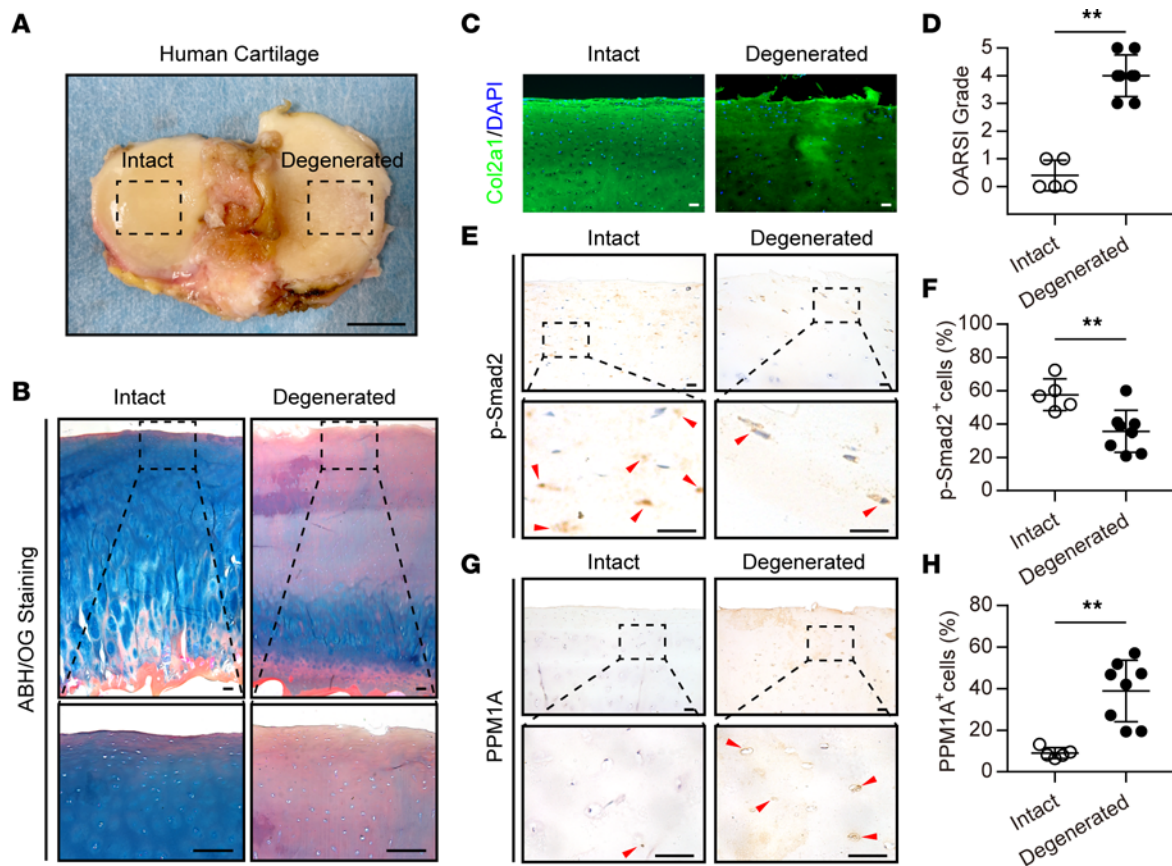 A
Human Cartilage
Intact
Degenerated
B
Intact
Degenerated
ABH/OG Staining
C
Intact
Degenerated
Col2a1/DAPI
D
**
OARSI Grade
5
4
3
2
1
0
Intact
Degenerated
E
Intact
Degenerated
p-Smad2
F
**
p-Smad2⁺cells (%)
100
80
60
40
20
0
Intact
Degenerated
G
Intact
Degenerated
PPM1A
H
**
PPM1A⁺cells (%)
80
60
40
20
0
Intact
Degenerated